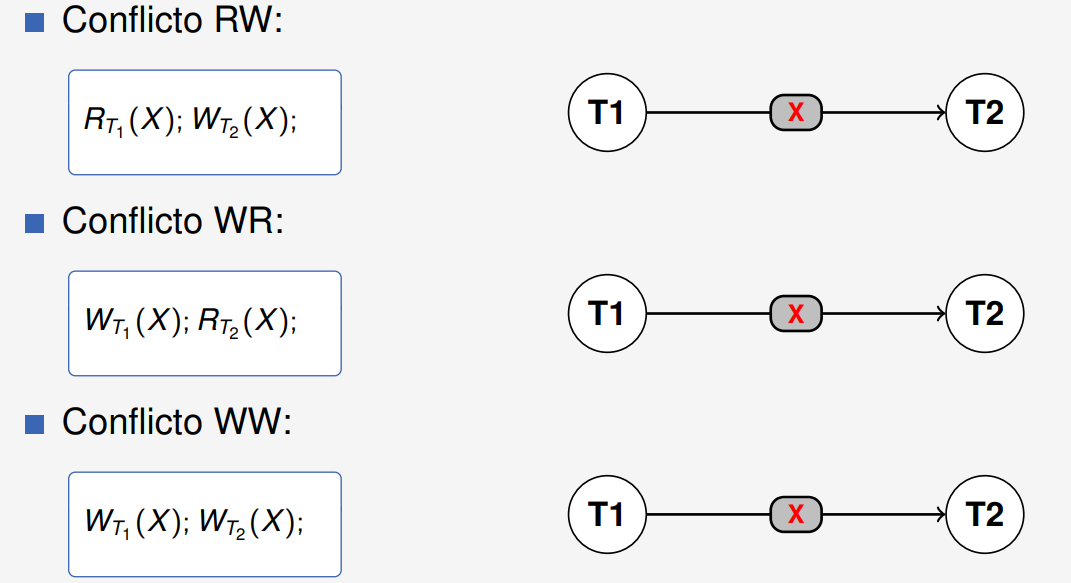 Conflicto RW:
R_{T_1}(X); W_{T_2}(X);
T1 X T2
Conflicto WR:
W_{T_1}(X); R_{T_2}(X);
T1 X T2
Conflicto WW:
W_{T_1}(X); W_{T_2}(X);
T1 X T2